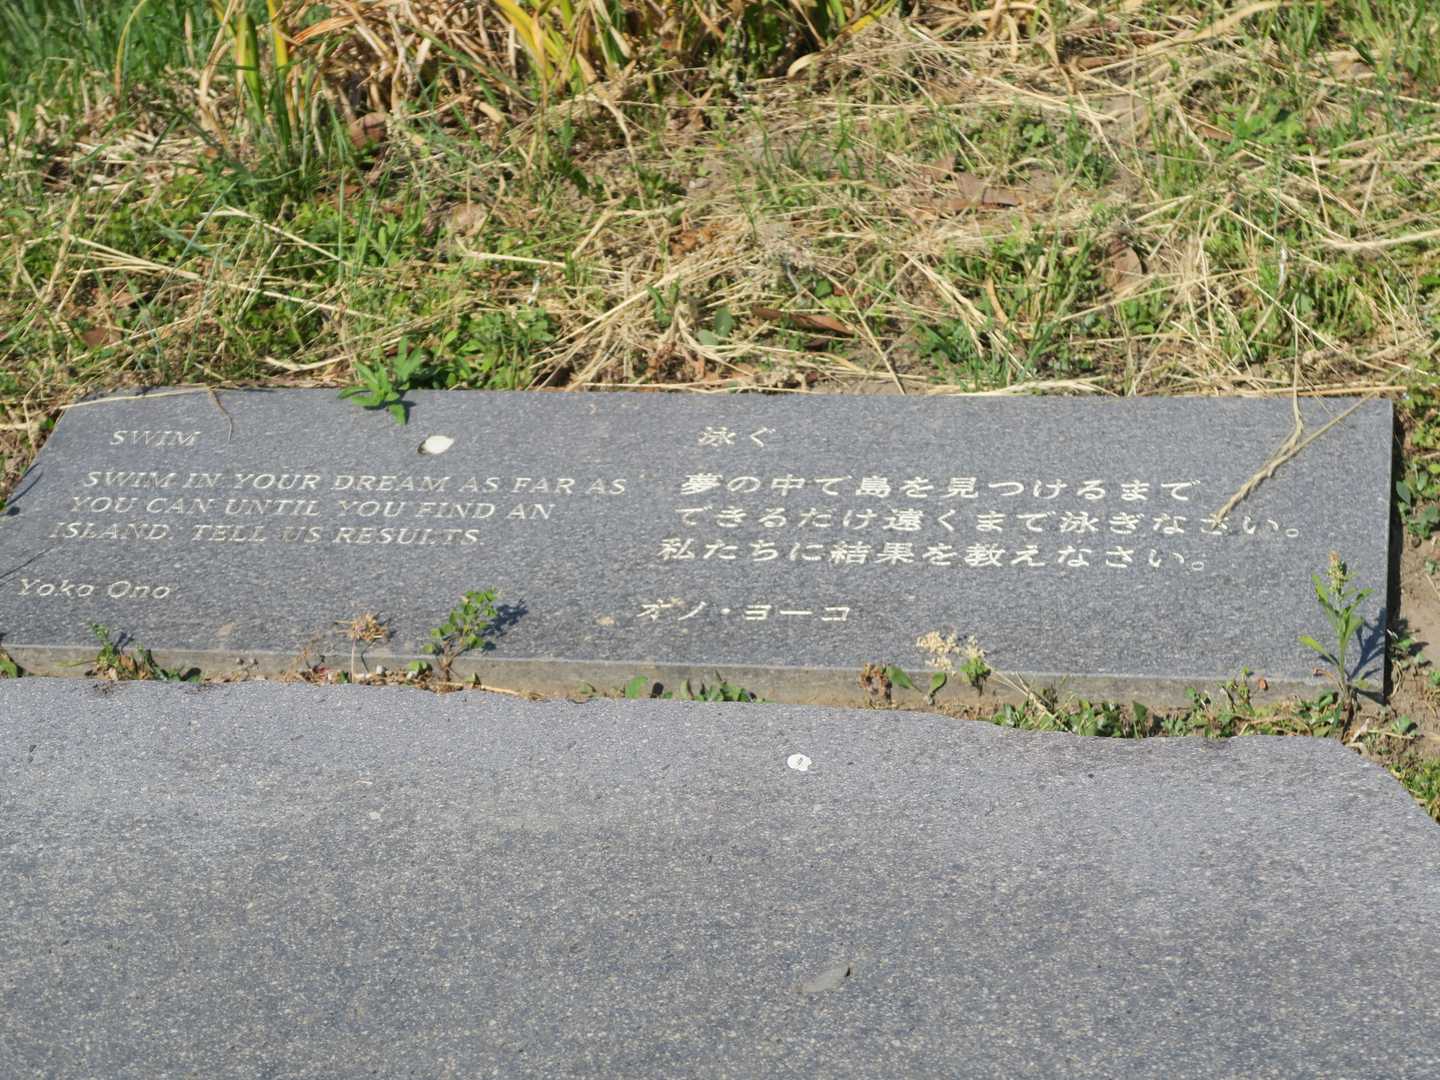 SWIM
SWIM IN YOUR DREAM AS FAR AS
YOU CAN UNTIL YOU FIND AN
ISLAND. TELL US RESULTS.
Yoko Ono
泳ぐ
夢の中で島を見つけるまで
できるだけ遠くまで泳ぎなさい。
私たちに結果を教えなさい。
オノ・ヨーコ